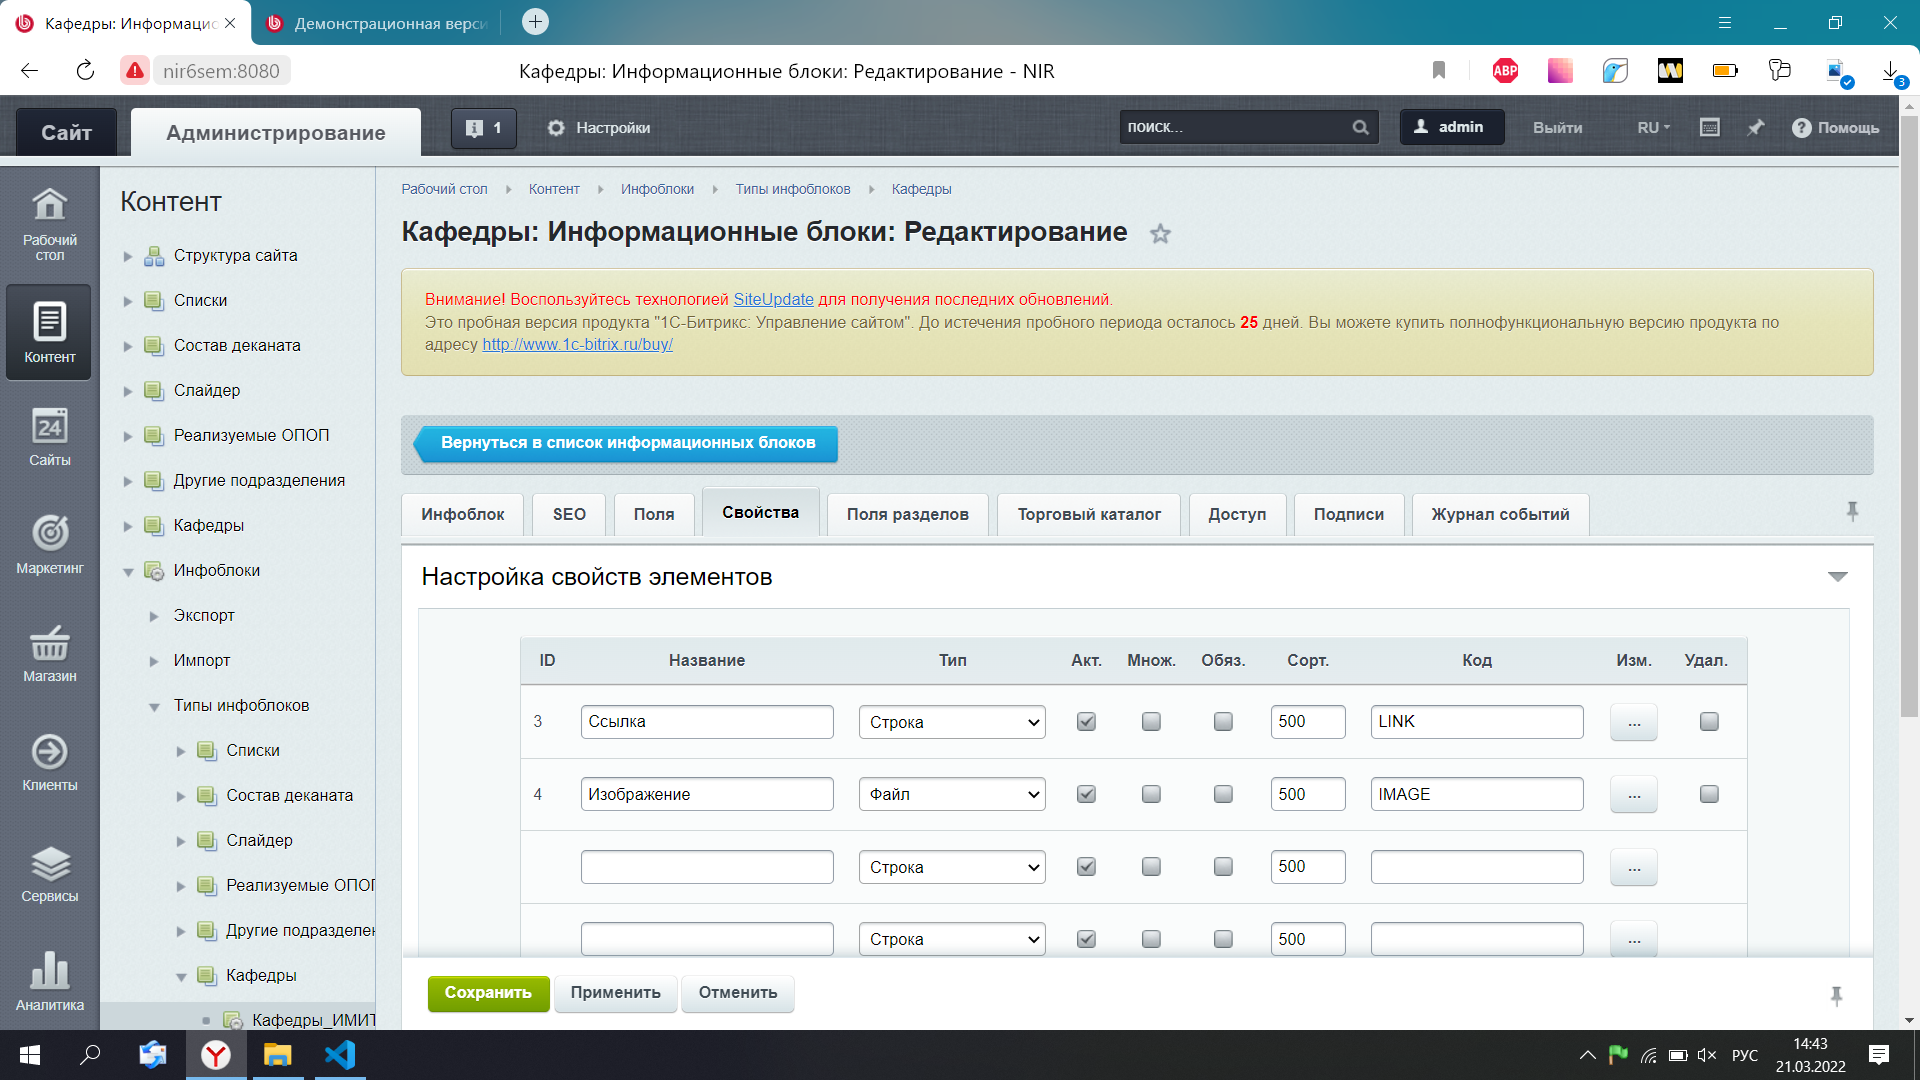 Кафедры: Информацио
Демонстрационная верси
nir6sem:8080
Кафедры: Информационные блоки: Редактирование - NIR
ABP
3
Сайт
Администрирование
1
Настройки
поиск...
admin
Выйти
RU
Помощь
Рабочий стол
Контент
Сайты
24
Маркетинг
Магазин
Клиенты
Сервисы
Аналитика
Контент
Структура сайта
Списки
Состав деканата
Слайдер
Реализуемые ОПОП
Другие подразделения
Кафедры
Инфоблоки
Экспорт
Импорт
Типы инфоблоков
Списки
Состав деканата
Слайдер
Реализуемые ОПОП
Другие подразделен
Кафедры
Кафедры_ИМИТ
Рабочий стол Контент Инфоблоки Типы инфоблоков Кафедры
Кафедры: Информационные блоки: Редактирование
Внимание! Воспользуйтесь технологией SiteUpdate для получения последних обновлений.
Это пробная версия продукта "1С-Битрикс: Управление сайтом". До истечения пробного периода осталось 25 дней. Вы можете купить полнофункциональную версию продукта по
адресу http://www.1c-bitrix.ru/buy/
Вернуться в список информационных блоков
Инфоблок SEO Поля Свойства Поля разделов Торговый каталог Доступ Подписи Журнал событий
Настройка свойств элементов
ID Название Тип Акт. Множ. Обяз. Сорт. Код Изм. Удал.
3 Ссылка Строка 500 LINK ...
4 Изображение Файл 500 IMAGE ...
Строка 500 ...
Строка 500 ...
Сохранить Применить Отменить
РУС
14:43
21.03.2022